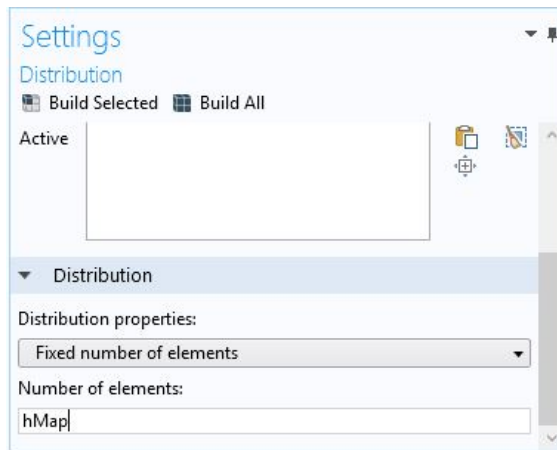 Settings
Distribution
Build Selected Build All
Active
Distribution
Distribution properties:
Fixed number of elements
Number of elements:
hMap